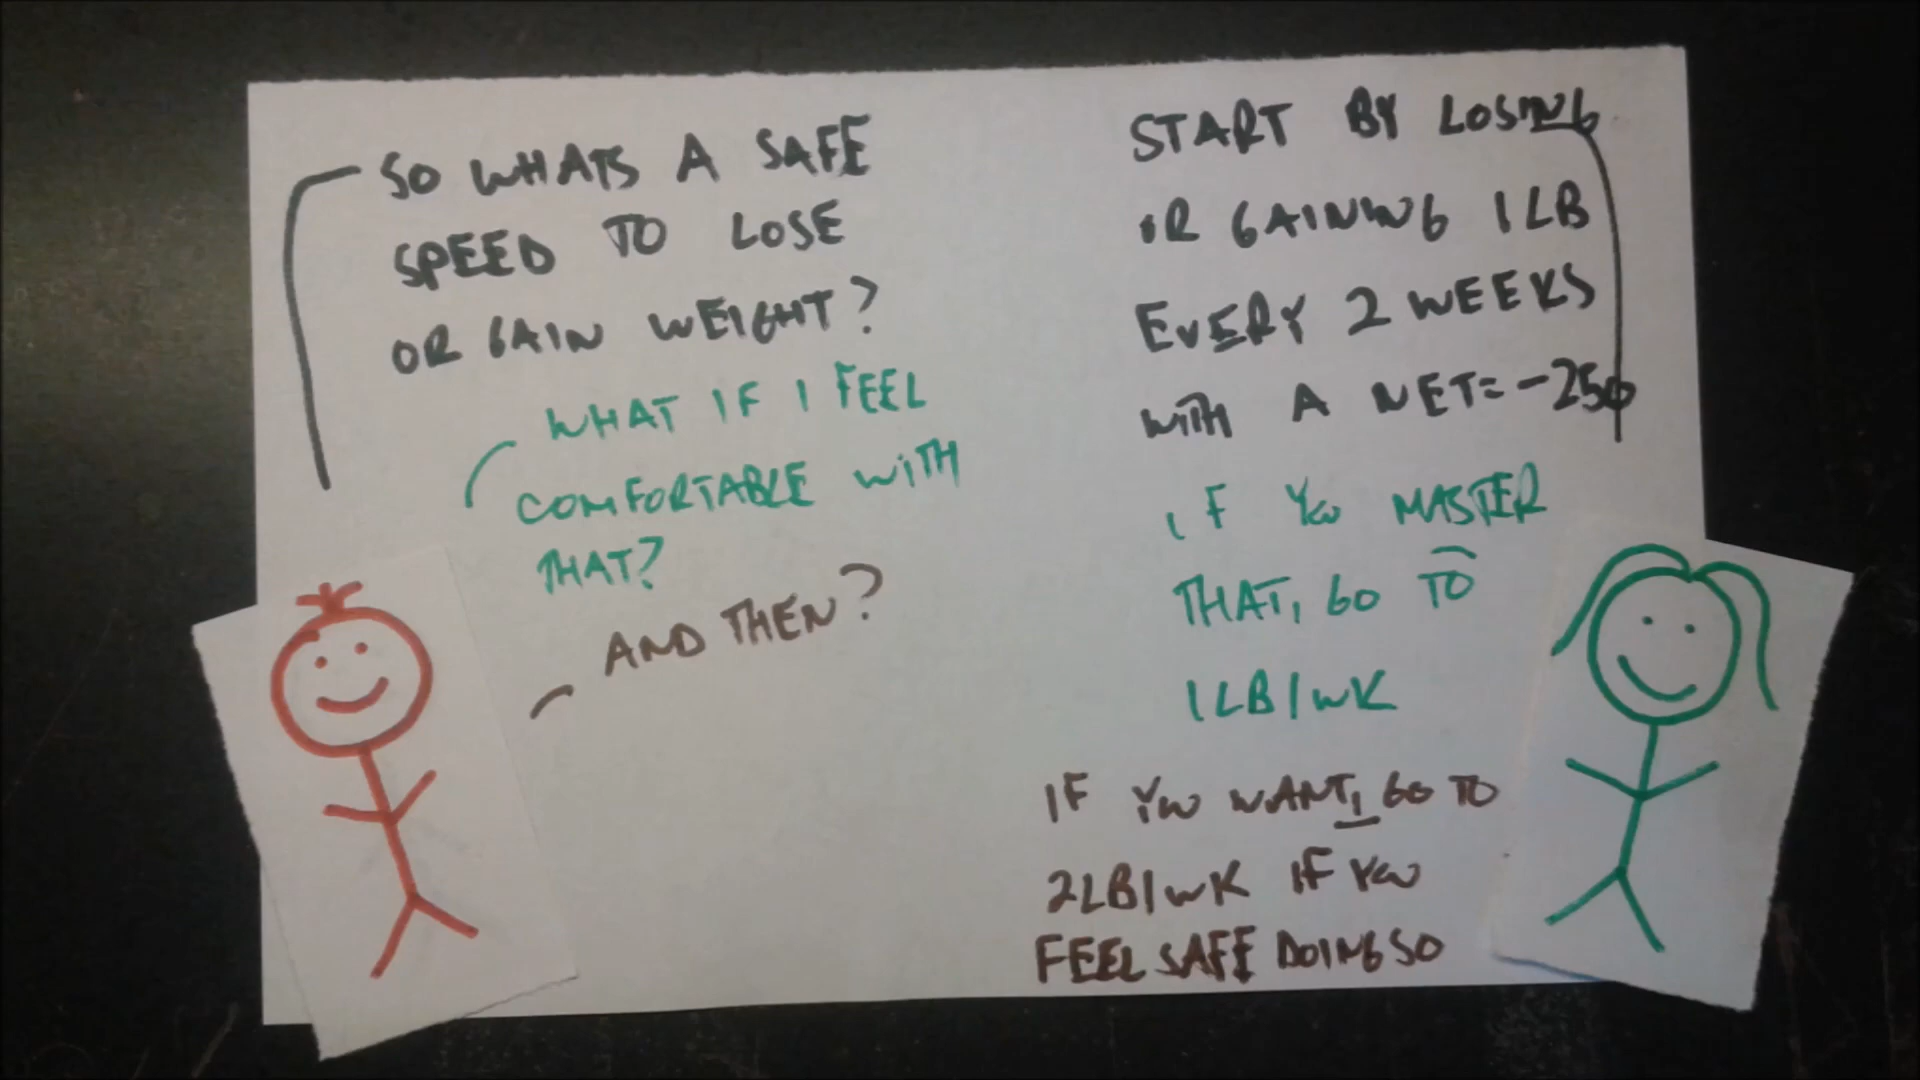 SO WHATS A SAFE
SPEED TO LOSE
OR GAIN WEIGHT?
START BY LOSING
OR GAINING 1 LB
EVERY 2 WEEKS
WITH A NET = -250
WHAT IF I FEEL
COMFORTABLE WITH
THAT?
IF YOU MASTER
THAT, GO TO
1LB/WK
AND THEN?
IF YOU WANT, GO TO
2LB/WK IF YOU
FEEL SAFE DOING SO